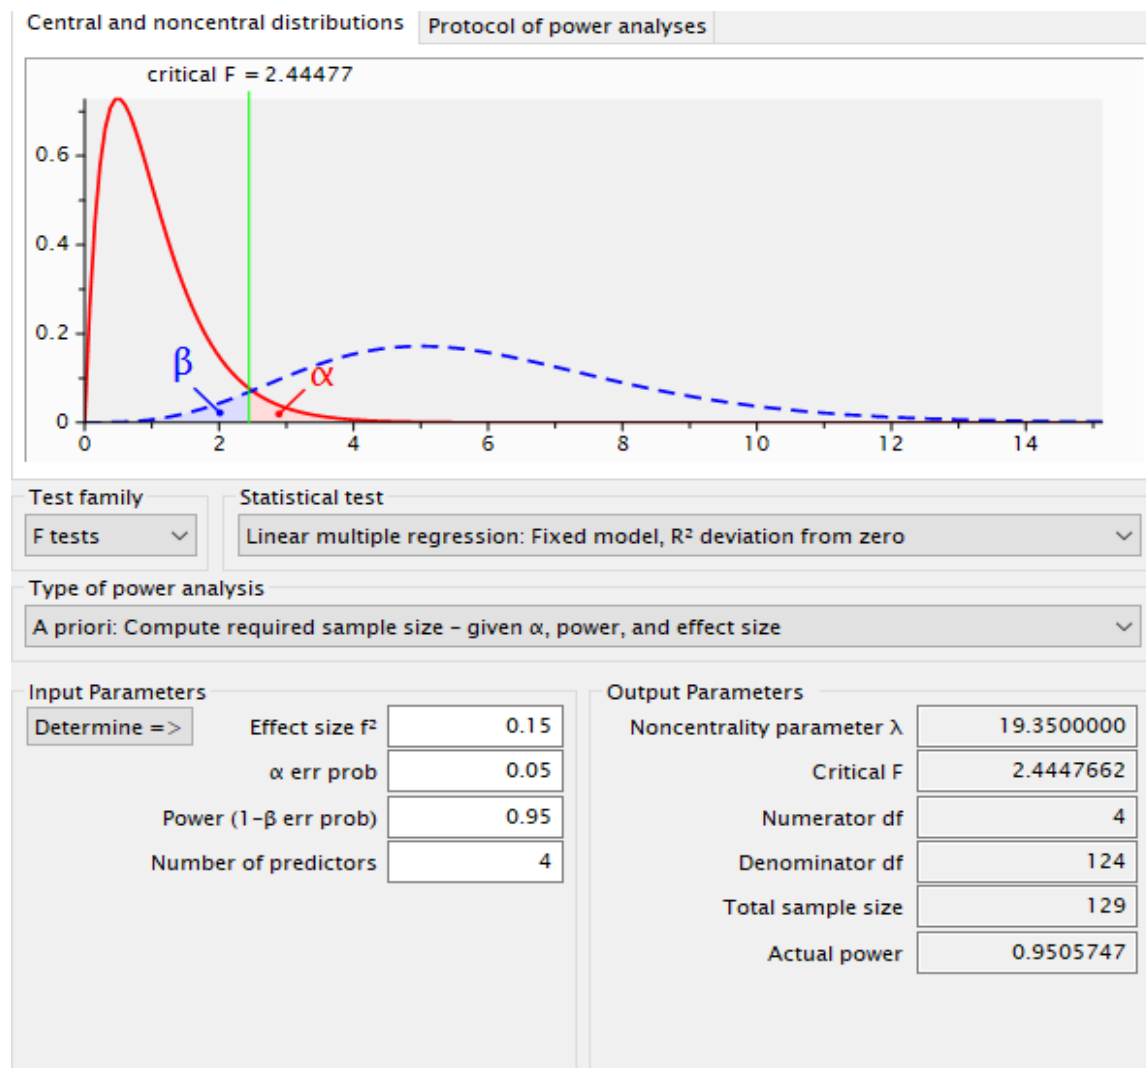 Central and noncentral distributions Protocol of power analyses
critical F = 2.44477
0.6
0.4
0.2
β α
0
0 2 4 6 8 10 12 14
Test family Statistical test
F tests Linear multiple regression: Fixed model, R² deviation from zero
Type of power analysis
A priori: Compute required sample size – given α, power, and effect size
Input Parameters Output Parameters
Determine => Effect size f² 0.15 Noncentrality parameter λ 19.3500000
α err prob 0.05 Critical F 2.4447662
Power (1–β err prob) 0.95 Numerator df 4
Number of predictors 4 Denominator df 124
Total sample size 129
Actual power 0.9505747